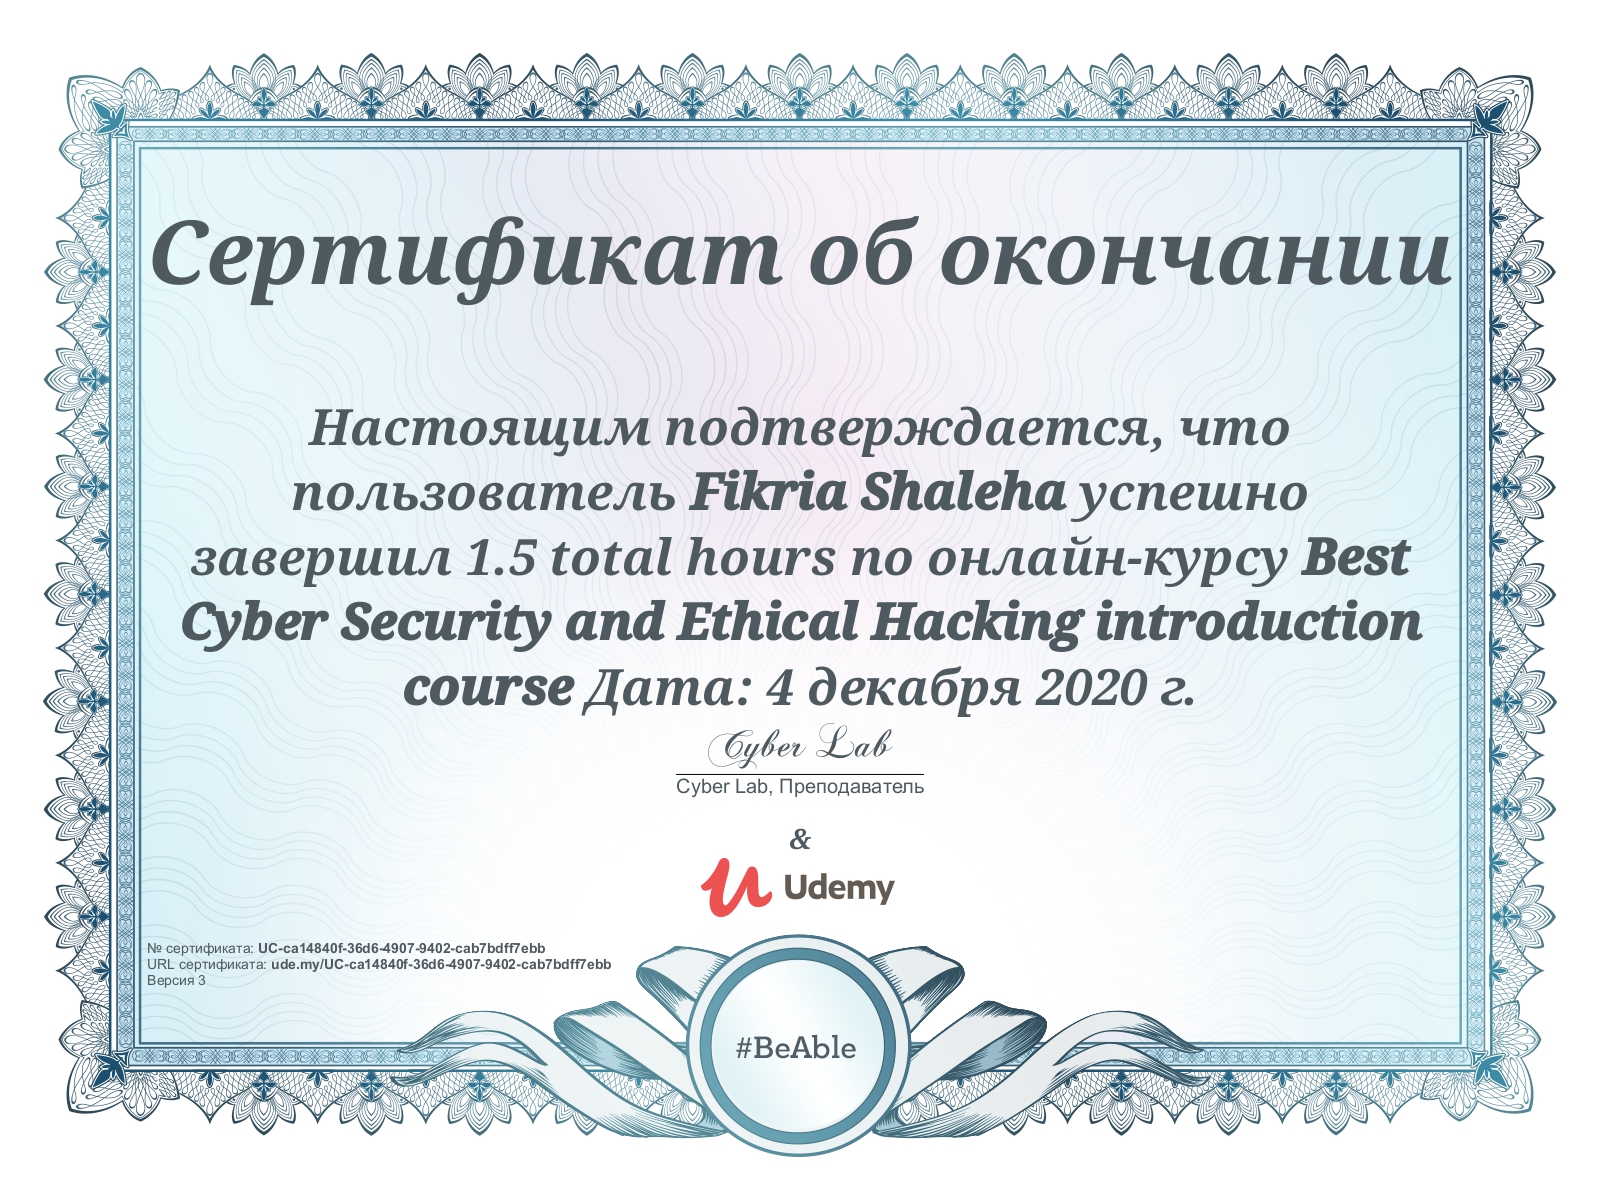 Сертификат об окончании
Настоящим подтверждается, что
пользователь Fikria Shaleha успешно
завершил 1.5 total hours по онлайн-курсу Best
Cyber Security and Ethical Hacking introduction
course Дата: 4 декабря 2020 г.
Cyber Lab
Cyber Lab, Преподаватель
&
Udemy
№ сертификата: UC-ca14840f-36d6-4907-9402-cab7bdff7ebb
URL сертификата: ude.my/UC-ca14840f-36d6-4907-9402-cab7bdff7ebb
Версия 3
#BeAble